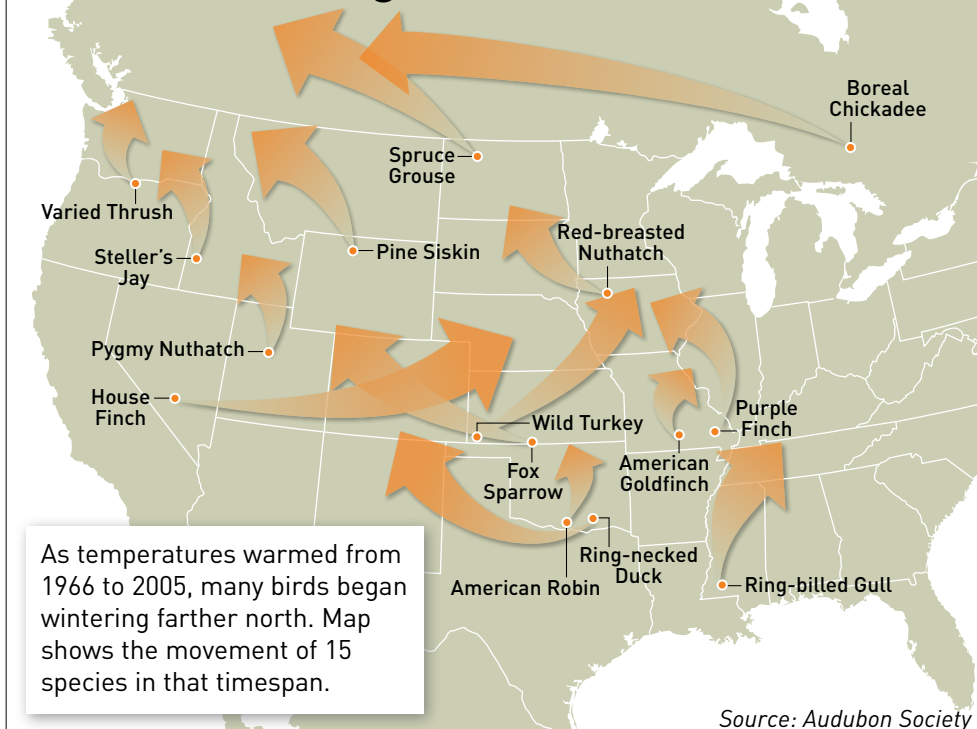 Boreal
Chickadee
Spruce
Grouse
Varied Thrush
Red-breasted
Nuthatch
Steller's
Jay
Pine Siskin
Pygmy Nuthatch
House
Finch
Wild Turkey
Purple
Finch
Fox
Sparrow
American
Goldfinch
Ring-necked
Duck
American Robin
Ring-billed Gull
As temperatures warmed from
1966 to 2005, many birds began
wintering farther north. Map
shows the movement of 15
species in that timespan.
Source: Audubon Society